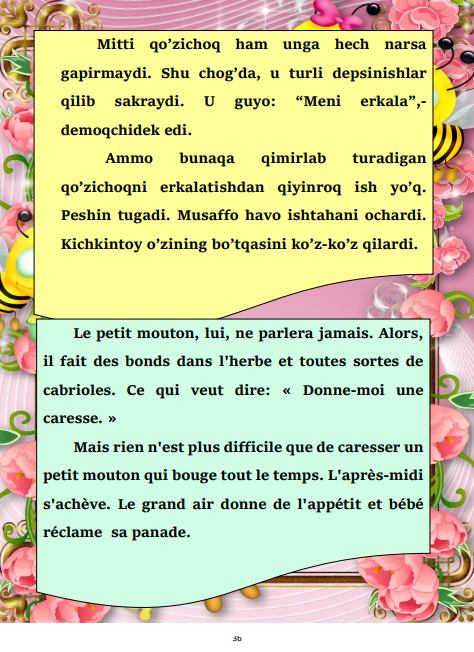 Mitti qo’zichoq ham unga hech narsa
gapirmaydi. Shu chog’da, u turli depsinishlar
qilib sakraydi. U guyo: “Meni erkala”,-
demoqchidek edi.
Ammo bunaqa qimirlab turadigan
qo’zichoqni erkalatishdan qiyinroq ish yo’q.
Peshin tugadi. Musaffo havo ishtahani ochardi.
Kichkintoy o’zining bo’tqasini ko’z-ko’z qilardi.
Le petit mouton, lui, ne parlera jamais. Alors,
il fait des bonds dans l'herbe et toutes sortes de
cabrioles. Ce qui veut dire: « Donne-moi une
caresse. »
Mais rien n'est plus difficile que de caresser un
petit mouton qui bouge tout le temps. L'après-midi
s'achève. Le grand air donne de l'appétit et bébé
réclame sa panade.
36